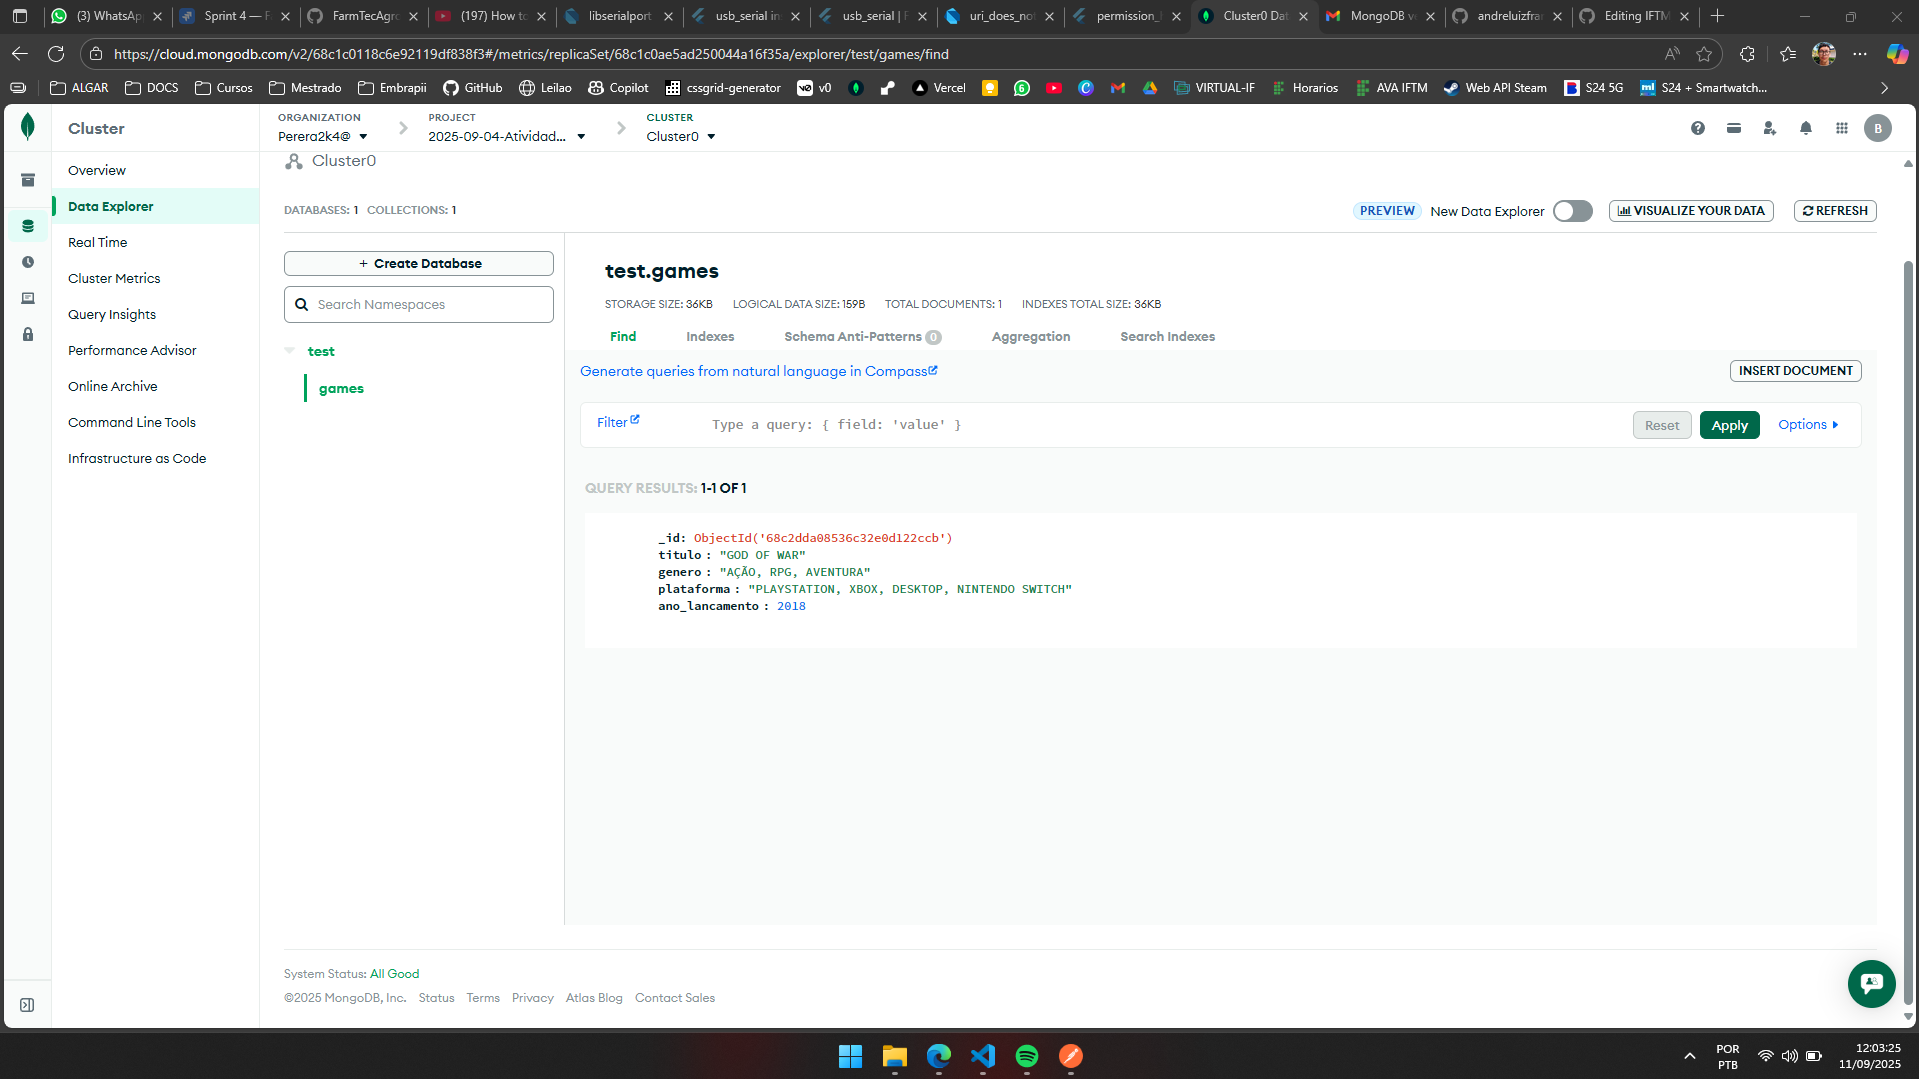 (3) WhatsAp
Sprint 4 — F
FarmTecAgro
(197) How to
libserialport
usb_serial in
usb_serial | F
uri_does_not
permission_h
Cluster0 Dat
MongoDB ve
andreluizfran
Editing IFTM
https://cloud.mongodb.com/v2/68c1c0118c6e92119df838f3#/metrics/replicaSet/68c1c0ae5ad250044a16f35a/explorer/test/games/find
ALGAR
DOCS
Cursos
Mestrado
Embrapii
GitHub
Leilao
Copilot
cssgrid-generator
v0
Vercel
VIRTUAL-IF
Horarios
AVA IFTM
Web API Steam
S24 5G
S24 + Smartwatch...
Cluster
ORGANIZATION
Perera2k4@
PROJECT
2025-09-04-Atividad...
CLUSTER
Cluster0
B
Overview
Data Explorer
Real Time
Cluster Metrics
Query Insights
Performance Advisor
Online Archive
Command Line Tools
Infrastructure as Code
Cluster0
DATABASES: 1 COLLECTIONS: 1
PREVIEW New Data Explorer
VISUALIZE YOUR DATA
REFRESH
+ Create Database
Search Namespaces
test
games
test.games
STORAGE SIZE: 36KB LOGICAL DATA SIZE: 159B TOTAL DOCUMENTS: 1 INDEXES TOTAL SIZE: 36KB
Find
Indexes
Schema Anti-Patterns 0
Aggregation
Search Indexes
Generate queries from natural language in Compass
INSERT DOCUMENT
Filter
Type a query: { field: 'value' }
Reset
Apply
Options
QUERY RESULTS: 1-1 OF 1
_id: ObjectId('68c2dda08536c32e0d122ccb')
titulo : "GOD OF WAR"
genero : "AÇÃO, RPG, AVENTURA"
plataforma : "PLAYSTATION, XBOX, DESKTOP, NINTENDO SWITCH"
ano_lancamento : 2018
System Status: All Good
©2025 MongoDB, Inc. Status Terms Privacy Atlas Blog Contact Sales
POR
PTB
12:03:25
11/09/2025